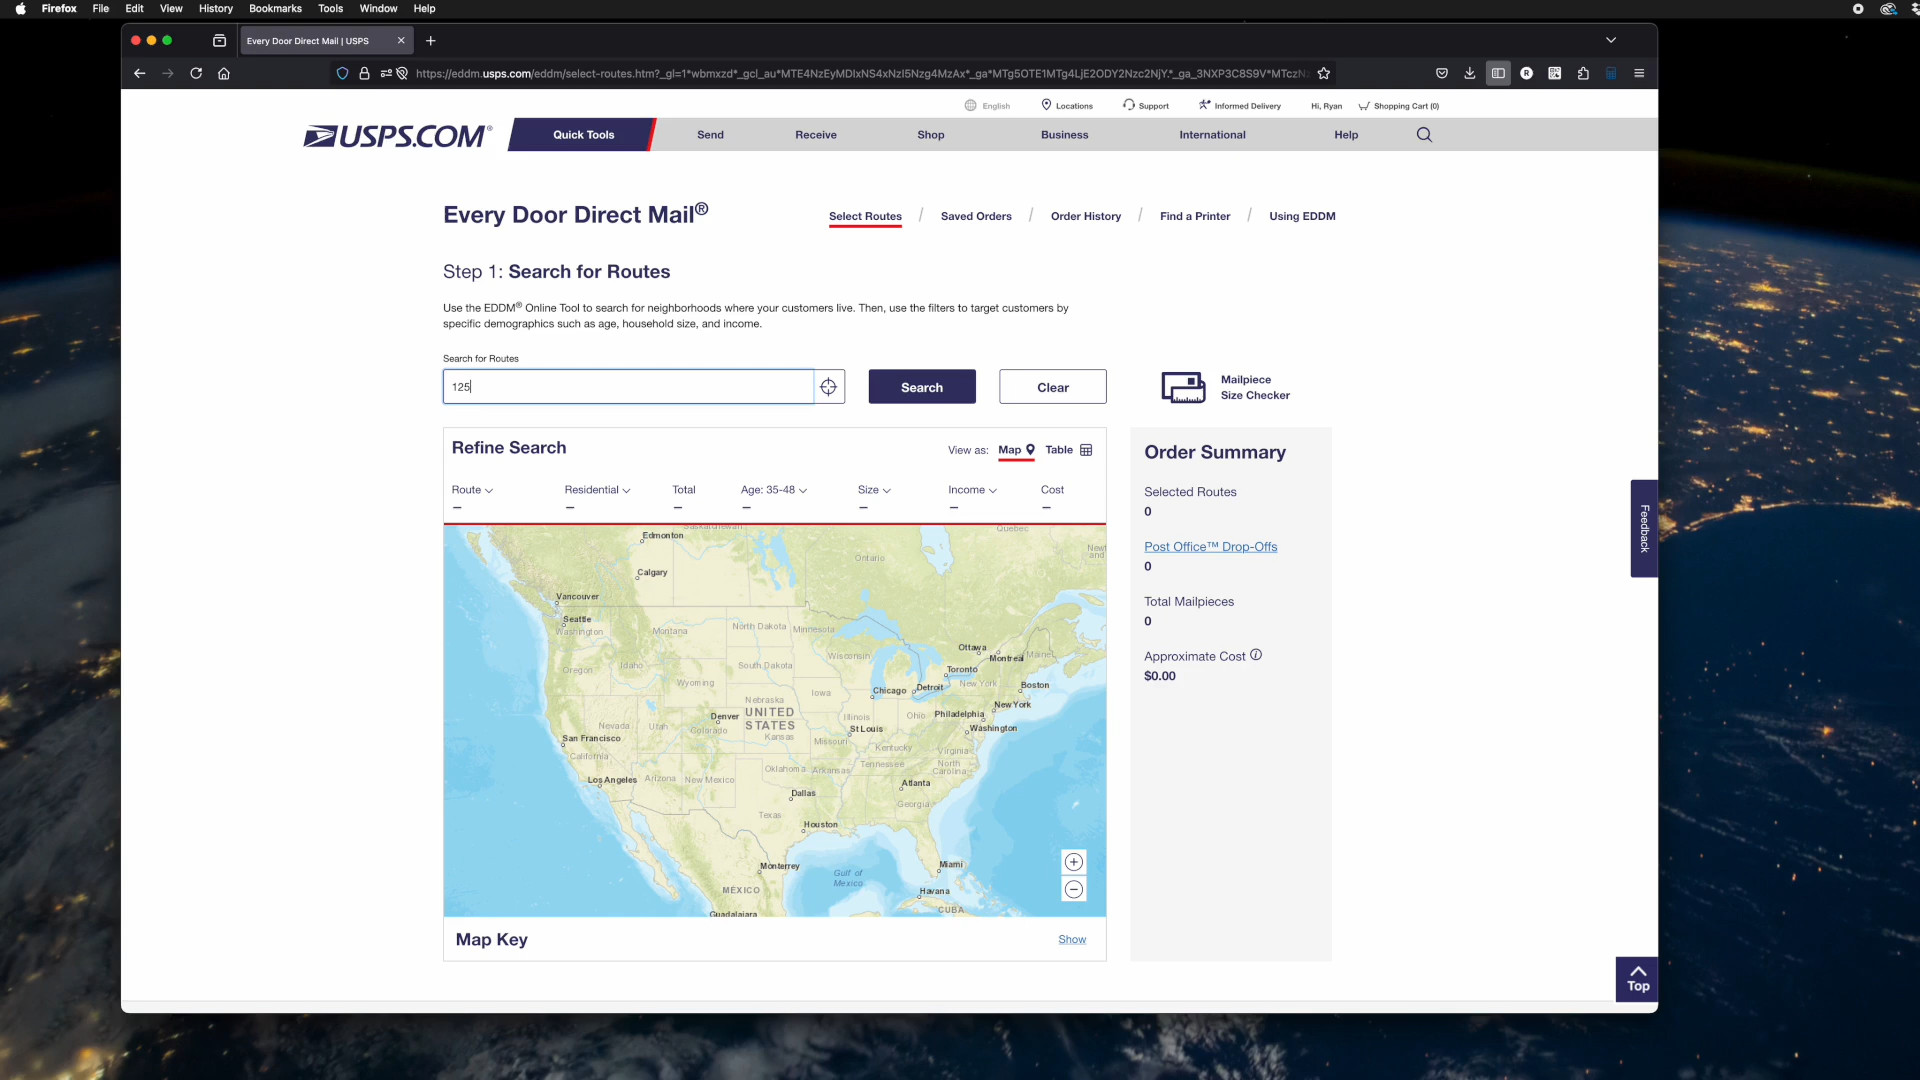 Firefox File Edit View History Bookmarks Tools Window Help
Every Door Direct Mail | USPS
English Locations Support Informed Delivery Hi, Ryan Shopping Cart (0)
USPS.COM® Quick Tools Send Receive Shop Business International Help
Every Door Direct Mail® Select Routes / Saved Orders / Order History / Find a Printer / Using EDDM
Step 1: Search for Routes
Use the EDDM® Online Tool to search for neighborhoods where your customers live. Then, use the filters to target customers by
specific demographics such as age, household size, and income.
Search for Routes
125 Search Clear
Mailpiece
Size Checker
Refine Search View as: Map Table
Route Residential Total Age: 35-48 Size Income Cost
– – – – – – –
Saskatchewan
Quebec
Edmonton
Ontario
Calgary
Vancouver
Seattle
Washington
Montana
North Dakota
Minnesota
Ottawa
Montreal
Maine
Oregon
Idaho
South Dakota
Wisconsin
Toronto
Wyoming
Iowa
Chicago
Detroit
New York
Boston
Nebraska
UNITED
STATES
Denver
Illinois
Ohio
Philadelphia
New York
Nevada
Utah
Colorado
Kansas
Missouri
St Louis
Washington
San Francisco
Kentucky
Virginia
California
Oklahoma
Arkansas
Tennessee
North
Carolina
Los Angeles
Arizona
New Mexico
Atlanta
Dallas
Georgia
Texas
Houston
Monterrey
Gulf of
Mexico
Miami
MÉXICO
Havana
CUBA
Guadalajara
Map Key Show
Order Summary
Selected Routes
0
Post Office™ Drop-Offs
0
Total Mailpieces
0
Approximate Cost
$0.00
Feedback
Top